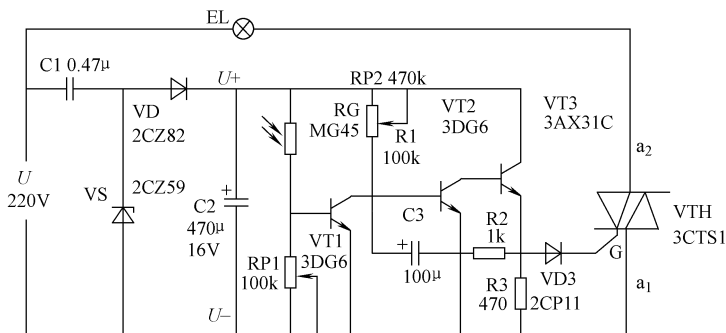 EL
C1 0.47μ
U+
RP2 470k
VD
2CZ82
RG
MG45
R1
100k
VT2
3DG6
VT3
3AX31C
a2
U
220V
VS
2CZ59
C2
470μ
16V
VT1
3DG6
C3
100μ
R2
1k
VTH
3CTS1
G
RP1
100k
VD3
2CP11
R3
470
a1
U−
+
+